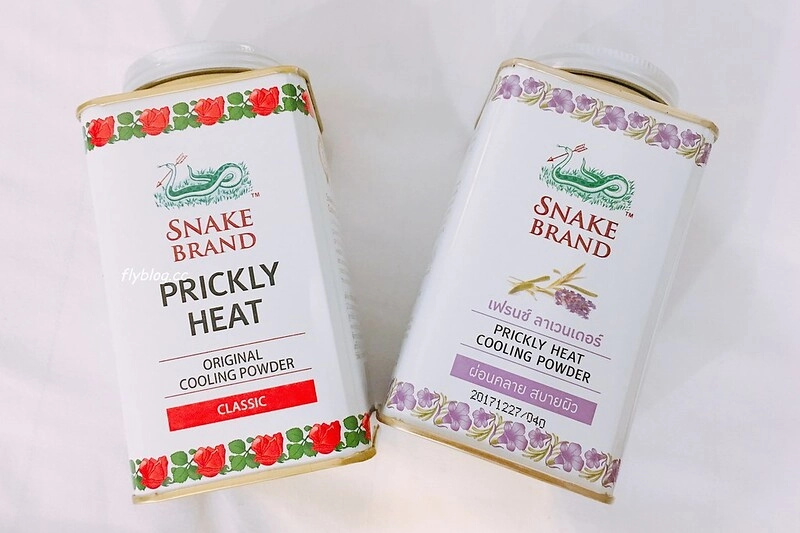 SNAKE
BRAND
TM
flyblog.cc
PRICKLY
HEAT
ORIGINAL
COOLING POWDER
CLASSIC
SNAKE
BRAND
TM
เฟรนช์ ลาเวนเดอร์
PRICKLY HEAT
COOLING POWDER
ผ่อนคลาย สบายผิว
20171227/040